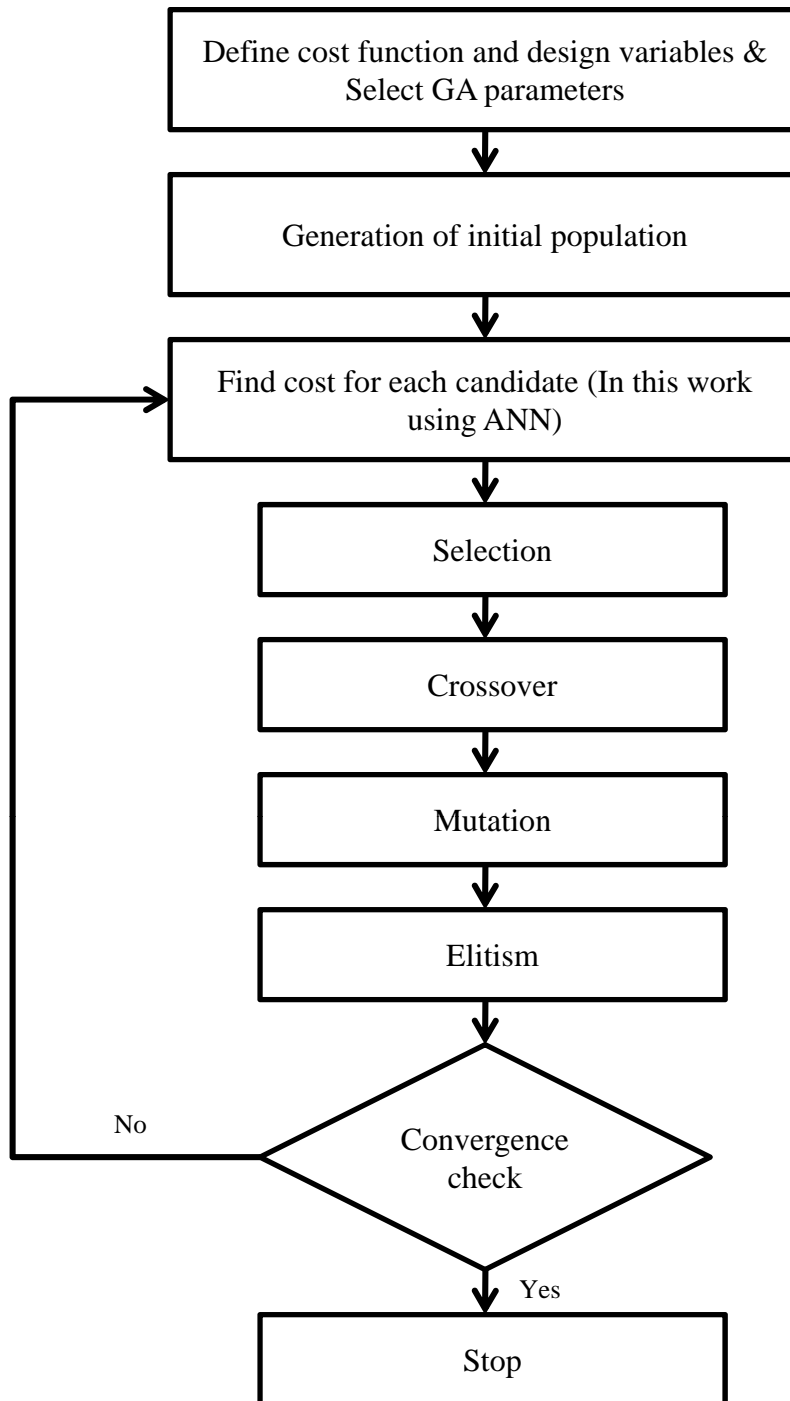 Define cost function and design variables &
Select GA parameters
Generation of initial population
Find cost for each candidate (In this work
using ANN)
Selection
Crossover
Mutation
Elitism
No
Convergence
check
Yes
Stop